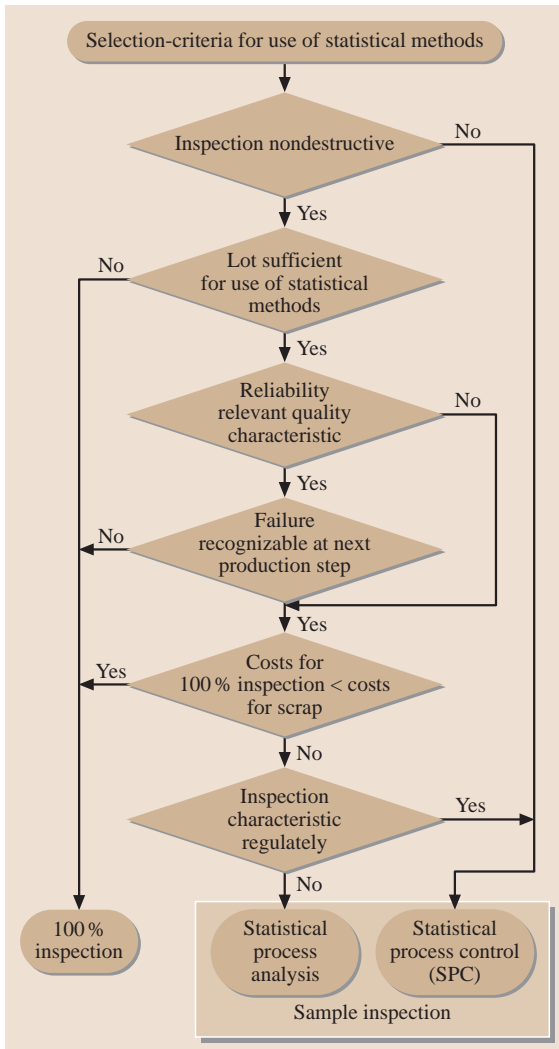 Selection-criteria for use of statistical methods
Inspection nondestructive
No
Yes
No
Lot sufficient
for use of statistical
methods
Yes
Reliability
relevant quality
characteristic
No
Yes
No
Failure
recognizable at next
production step
Yes
Yes
Costs for
100 % inspection < costs
for scrap
No
Inspection
characteristic
regulately
Yes
No
100 %
inspection
Statistical
process
analysis
Statistical
process control
(SPC)
Sample inspection